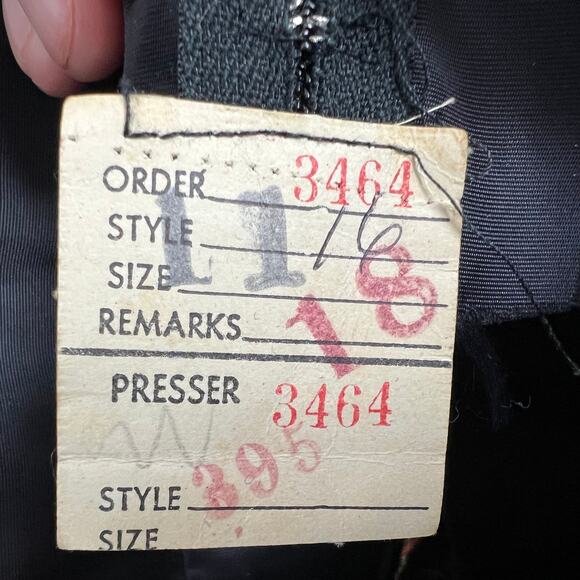 ORDER 3464
STYLE 11 16
SIZE 18
REMARKS
PRESSER 3464
395
STYLE
SIZE